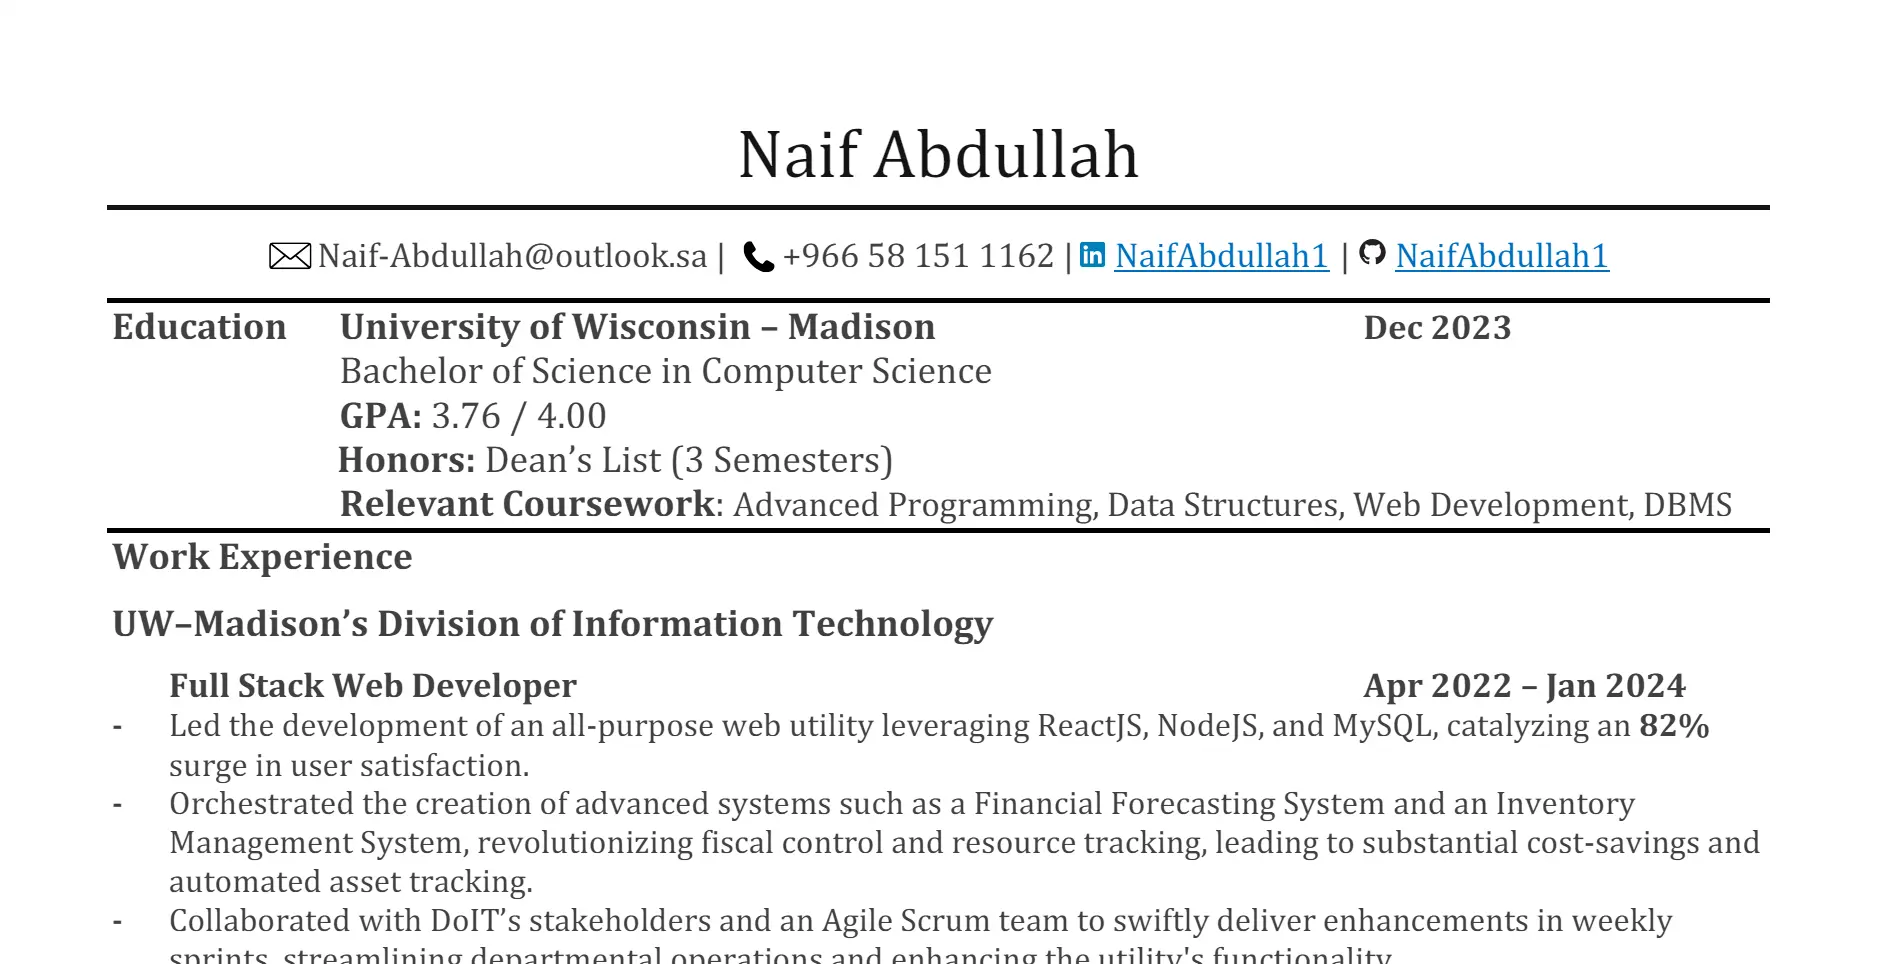 Naif Abdullah
Naif-Abdullah@outlook.sa | +966 58 151 1162 | in NaifAbdullah1 | NaifAbdullah1
Education University of Wisconsin – Madison Dec 2023
Bachelor of Science in Computer Science
GPA: 3.76 / 4.00
Honors: Dean’s List (3 Semesters)
Relevant Coursework: Advanced Programming, Data Structures, Web Development, DBMS
Work Experience
UW–Madison’s Division of Information Technology
Full Stack Web Developer Apr 2022 – Jan 2024
- Led the development of an all-purpose web utility leveraging ReactJS, NodeJS, and MySQL, catalyzing an 82%
surge in user satisfaction.
- Orchestrated the creation of advanced systems such as a Financial Forecasting System and an Inventory
Management System, revolutionizing fiscal control and resource tracking, leading to substantial cost-savings and
automated asset tracking.
- Collaborated with DoIT’s stakeholders and an Agile Scrum team to swiftly deliver enhancements in weekly
sprints, streamlining departmental operations and enhancing the utility's functionality.